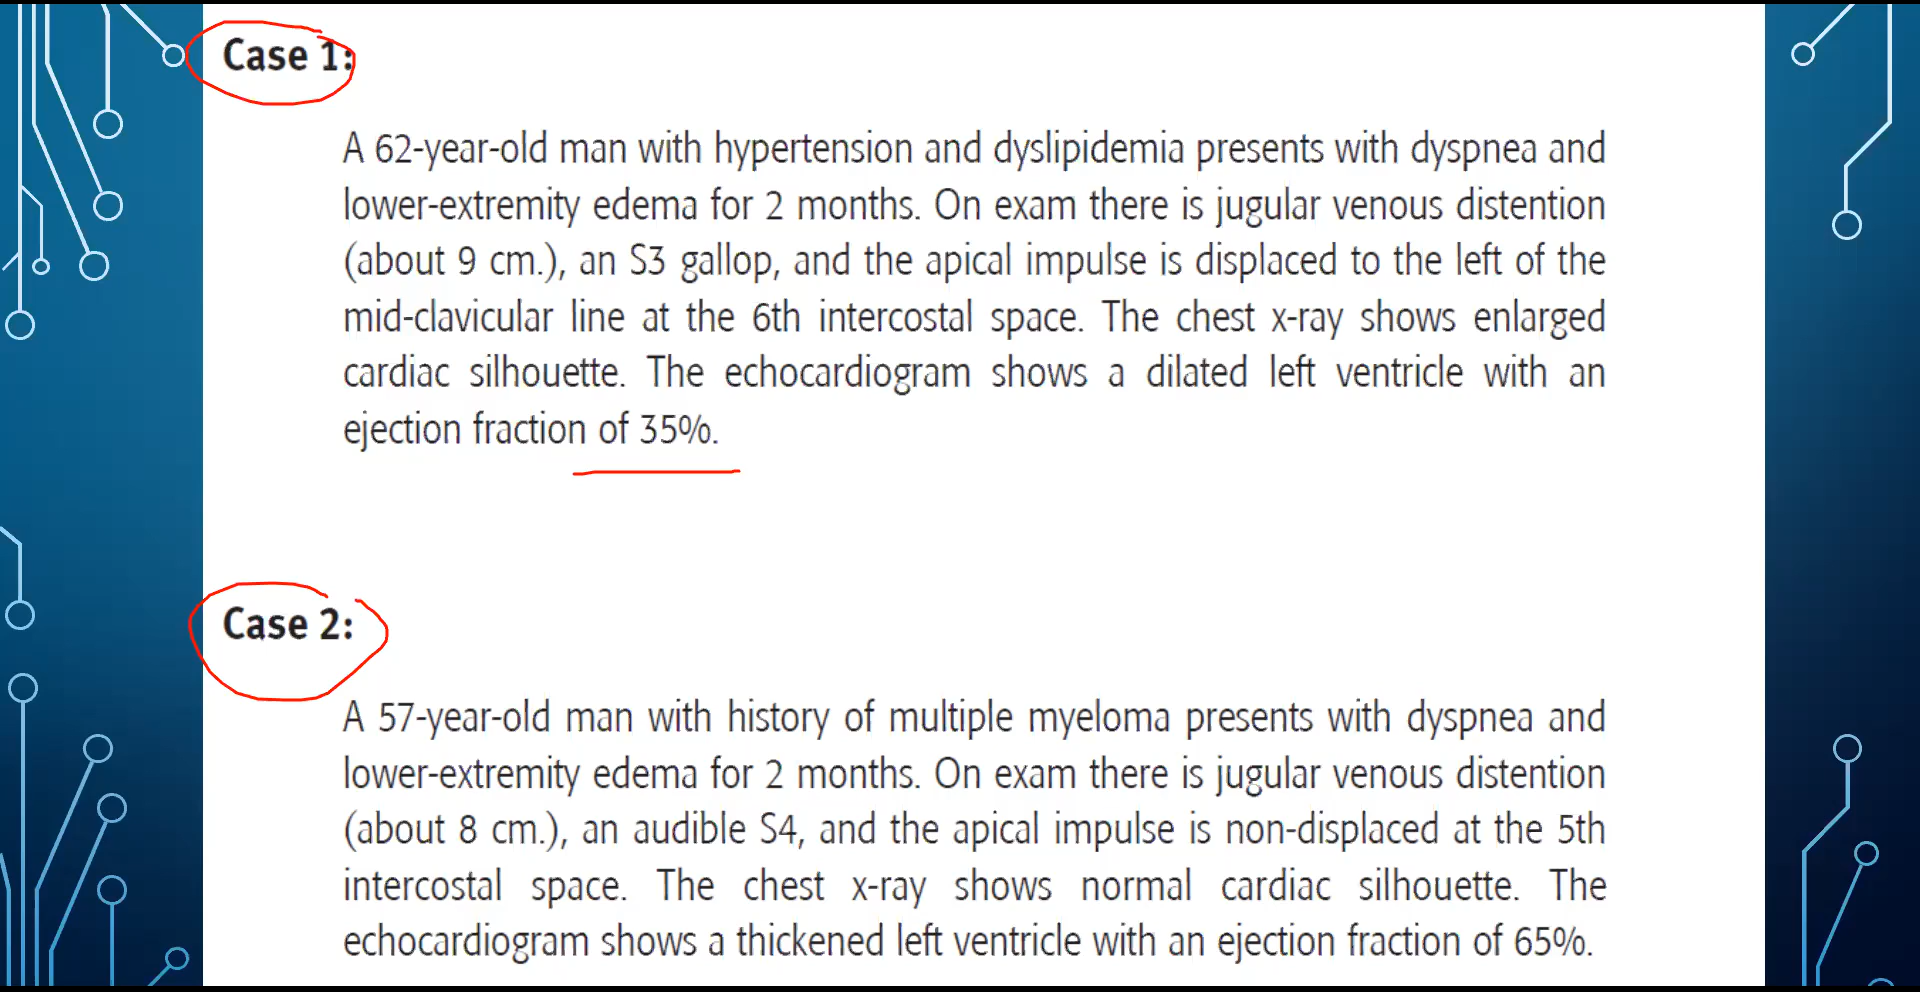 Case 1:
A 62-year-old man with hypertension and dyslipidemia presents with dyspnea and
lower-extremity edema for 2 months. On exam there is jugular venous distention
(about 9 cm.), an S3 gallop, and the apical impulse is displaced to the left of the
mid-clavicular line at the 6th intercostal space. The chest x-ray shows enlarged
cardiac silhouette. The echocardiogram shows a dilated left ventricle with an
ejection fraction of 35%.
Case 2:
A 57-year-old man with history of multiple myeloma presents with dyspnea and
lower-extremity edema for 2 months. On exam there is jugular venous distention
(about 8 cm.), an audible S4, and the apical impulse is non-displaced at the 5th
intercostal space. The chest x-ray shows normal cardiac silhouette. The
echocardiogram shows a thickened left ventricle with an ejection fraction of 65%.